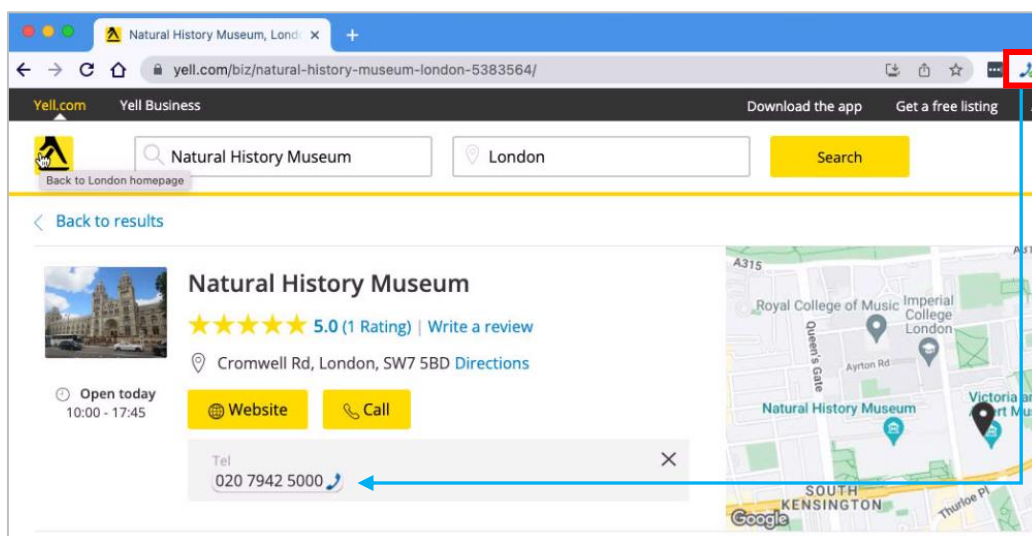 Natural History Museum, Lond
yell.com/biz/natural-history-museum-london-5383564/
Yell.com Yell Business Download the app Get a free listing
Natural History Museum London Search
Back to London homepage
Back to results
Natural History Museum
5.0 (1 Rating) | Write a review
Cromwell Rd, London, SW7 5BD Directions
Open today
10:00 - 17:45
Website Call
Tel
020 7942 5000
A315
Royal College of Music
Imperial
College
London
Queen's Gate
Ayrton Rd
Natural History Museum
Victoria an
SOUTH
KENSINGTON
Thurloe Pl
Google